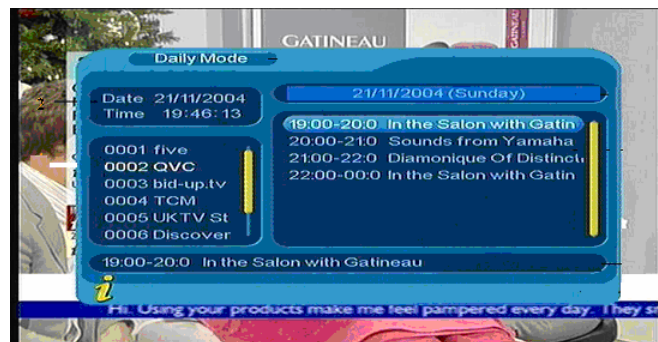 GATINEAU
GATINEAU
Daily Mode
Date 21/11/2004
Time 19:46:13
0001 five
0002 QVC
0003 bid-up.tv
0004 TCM
0005 UKTV St
0006 Discover
21/11/2004 (Sunday)
19:00-20:0 In the Salon with Gatin
20:00-21:0 Sounds from Yamaha
21:00-22:0 Diamonique Of Distinct
22:00-00:0 In the Salon with Gatin
19:00-20:0 In the Salon with Gatineau
i
Hi. Using your products make me feel pampered every day. They